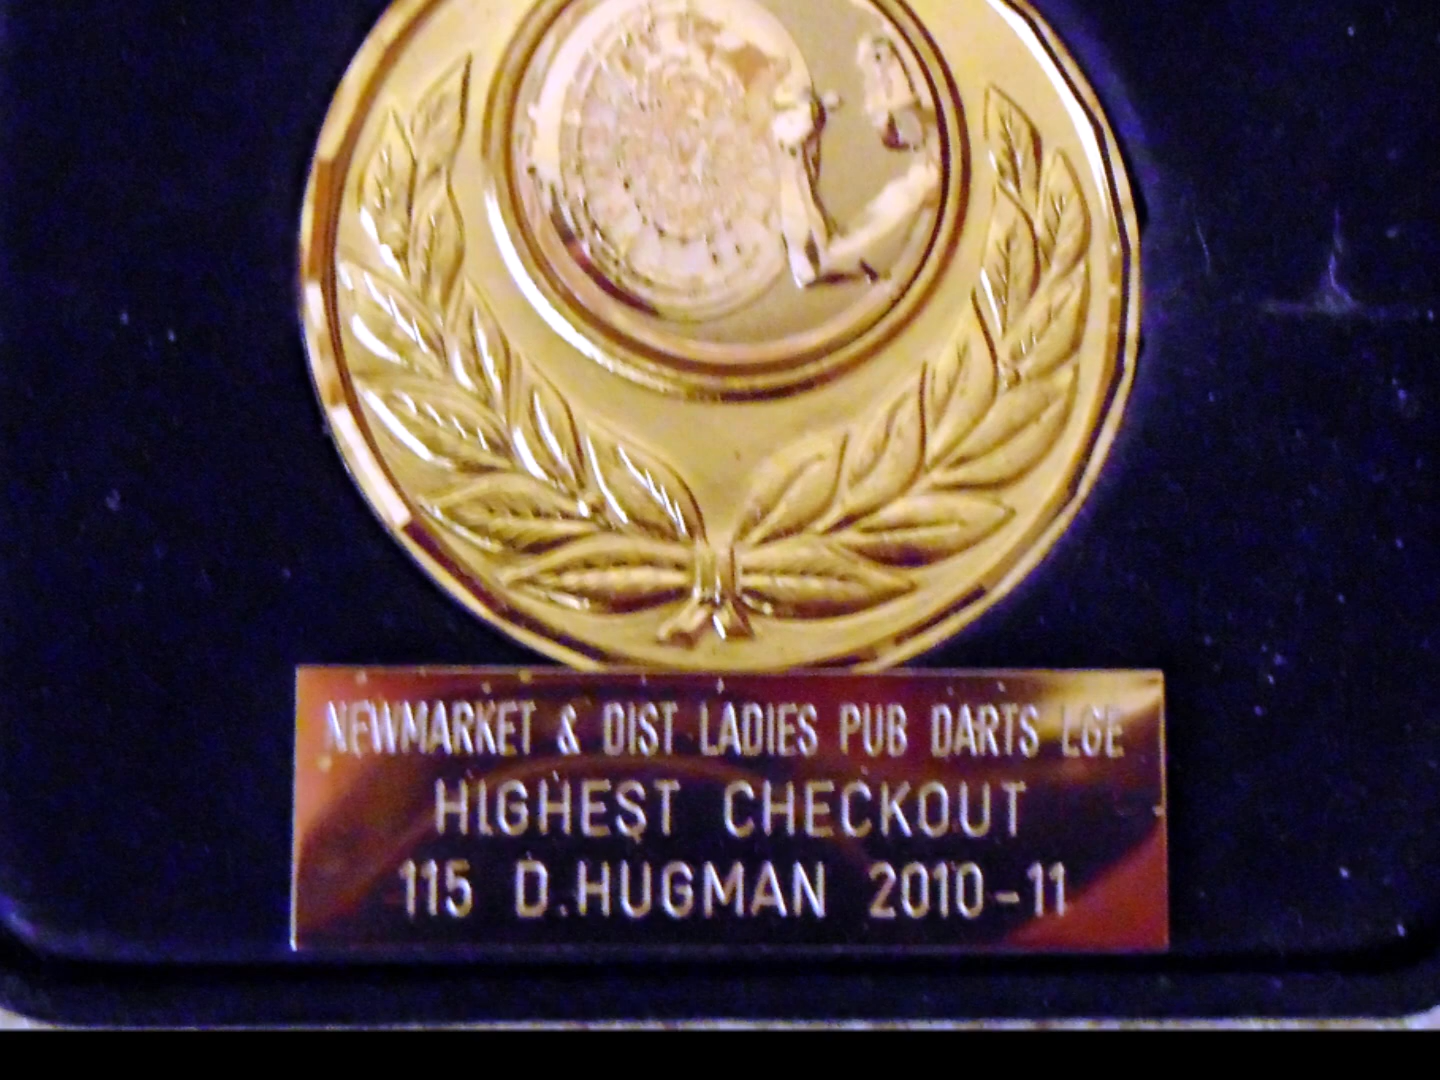 NEWMARKET & DIST LADIES PUB DARTS LGE
HIGHEST CHECKOUT
115 D.HUGMAN 2010-11